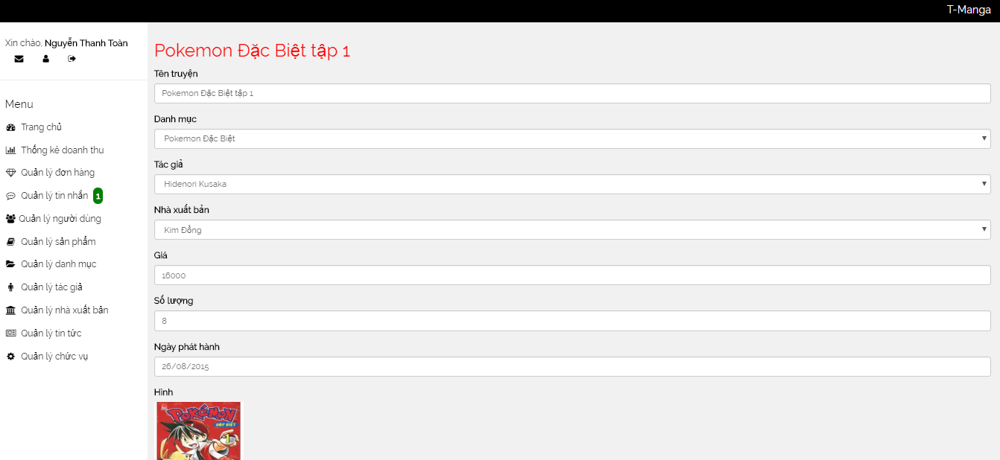 T-Manga
Xin chào, Nguyễn Thanh Toàn
Menu
Trang chủ
Thống kê doanh thu
Quản lý đơn hàng
Quản lý tin nhắn 1
Quản lý người dùng
Quản lý sản phẩm
Quản lý danh mục
Quản lý tác giả
Quản lý nhà xuất bản
Quản lý tin tức
Quản lý chức vụ
Pokemon Đặc Biệt tập 1
Tên truyện
Pokemon Đặc Biệt tập 1
Danh mục
Pokemon Đặc Biệt
Tác giả
Hidenori Kusaka
Nhà xuất bản
Kim Đồng
Giá
16000
Số lượng
8
Ngày phát hành
26/08/2015
Hình
POKÉMON
ĐẶC BIỆT
1